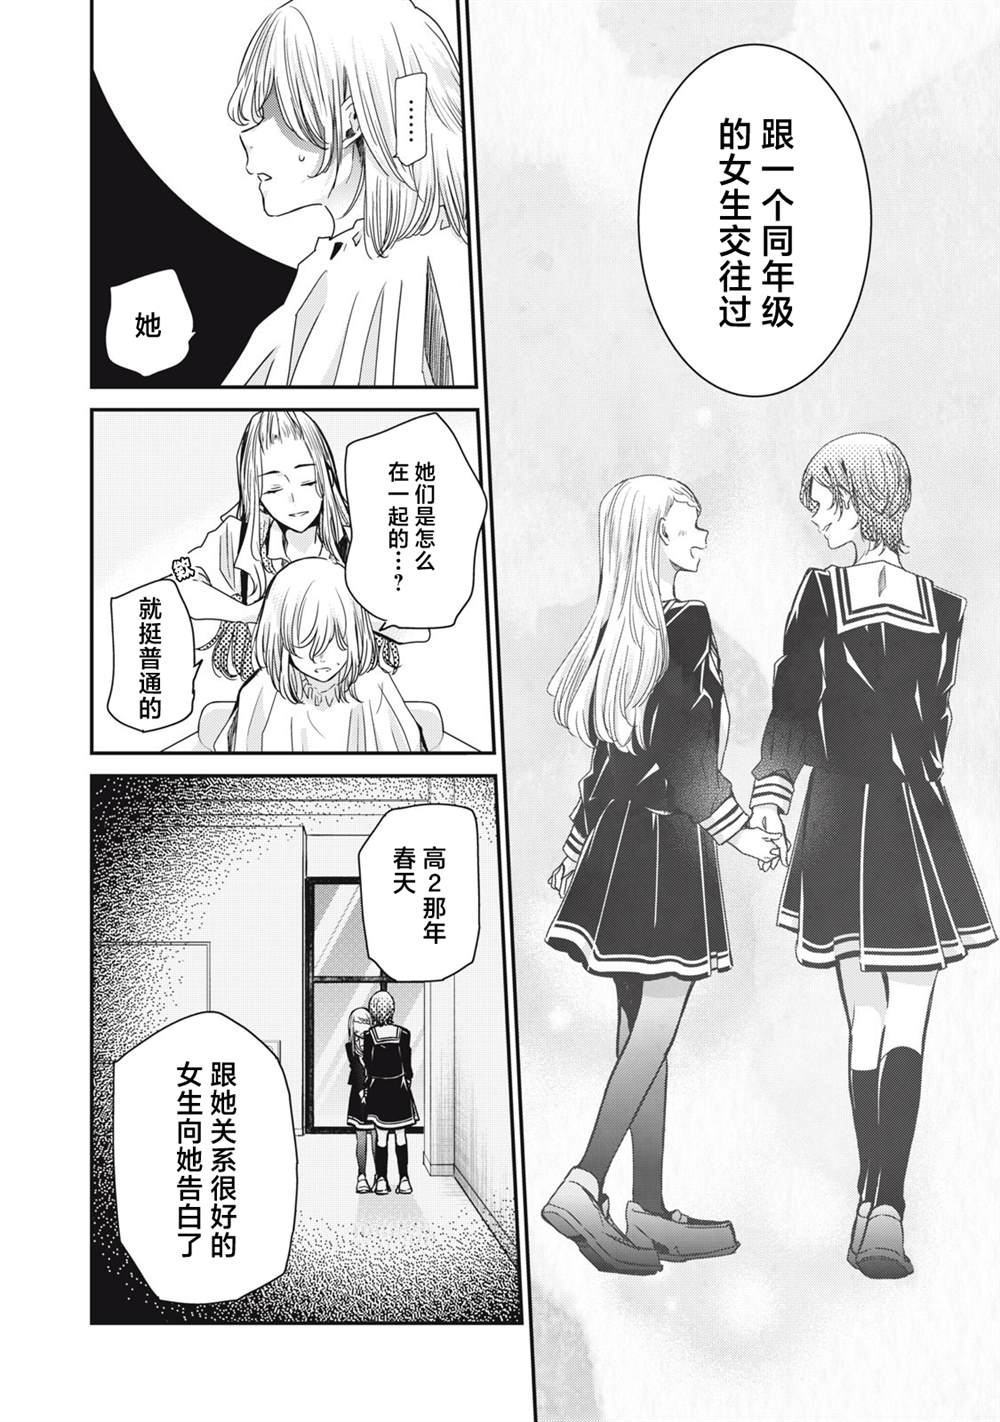 跟一个同年级
的女生交往过
……
她
她们是怎么
在一起的…?
欸
就挺普通的
高2那年
春天
跟她关系很好的
女生向她告白了